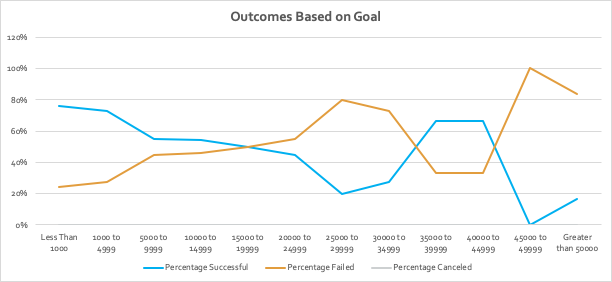 Outcomes Based on Goal
120%
100%
80%
60%
40%
20%
0%
Less Than 1000
1000 to 4999
5000 to 9999
10000 to 14999
15000 to 19999
20000 to 24999
25000 to 29999
30000 to 34999
35000 to 39999
40000 to 44999
45000 to 49999
Greater than 50000
Percentage Successful
Percentage Failed
Percentage Canceled